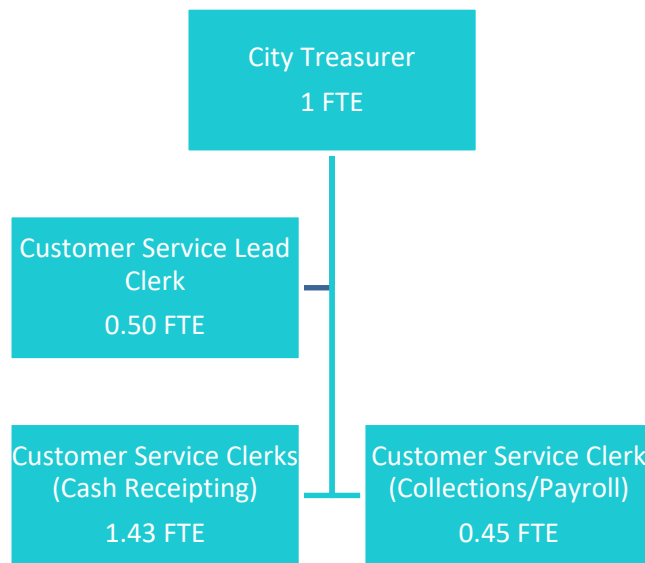 City Treasurer
1 FTE
Customer Service Lead
Clerk
0.50 FTE
Customer Service Clerks
(Cash Receipting)
1.43 FTE
Customer Service Clerk
(Collections/Payroll)
0.45 FTE